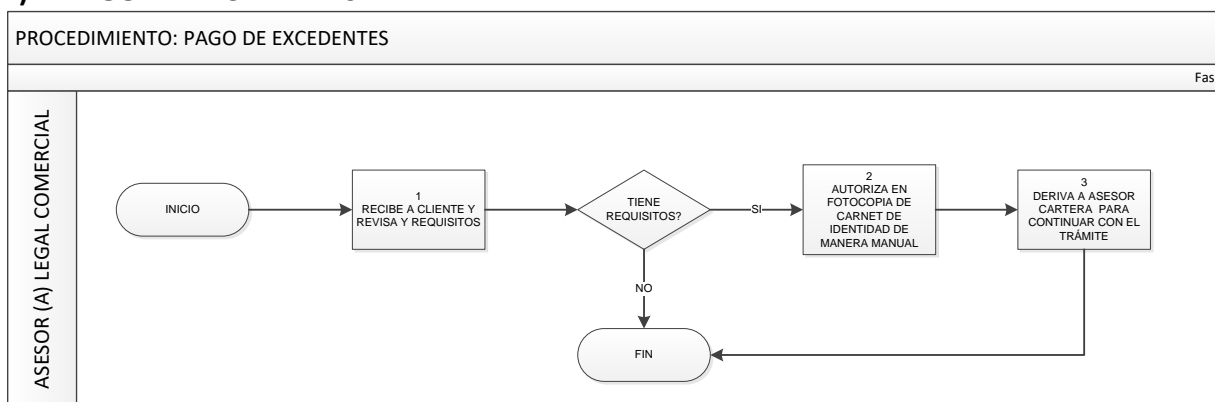 PROCEDIMIENTO: PAGO DE EXCEDENTES
Fas
ASESOR (A) LEGAL COMERCIAL
INICIO
1
RECIBE A CLIENTE Y
REVISA Y REQUISITOS
TIENE
REQUISITOS?
SI
2
AUTORIZA EN
FOTOCOPIA DE
CARNET DE
IDENTIDAD DE
MANERA MANUAL
3
DERIVA A ASESOR
CARTERA PARA
CONTINUAR CON EL
TRÁMITE
NO
FIN